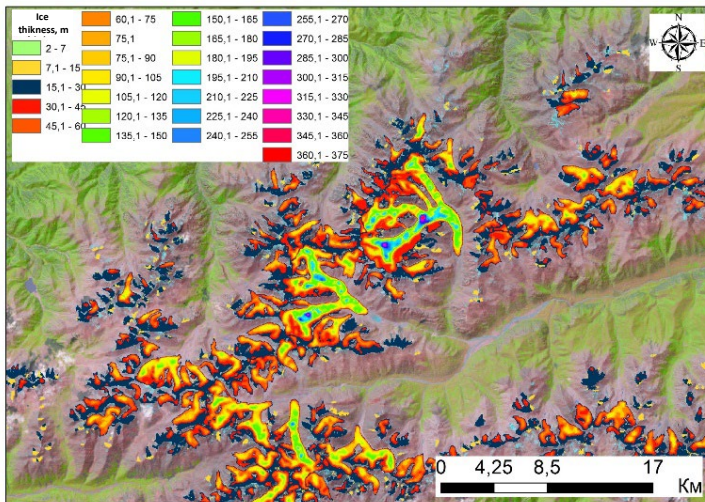 Ice
thikness, m
2 - 7
7,1 - 15
15,1 - 30
30,1 - 45
45,1 - 60
60,1 - 75
75,1
75,1 - 90
90,1 - 105
105,1 - 120
120,1 - 135
135,1 - 150
150,1 - 165
165,1 - 180
180,1 - 195
195,1 - 210
210,1 - 225
225,1 - 240
240,1 - 255
255,1 - 270
270,1 - 285
285,1 - 300
300,1 - 315
315,1 - 330
330,1 - 345
345,1 - 360
360,1 - 375
N
W E
S
0 4,25 8,5 17
Км